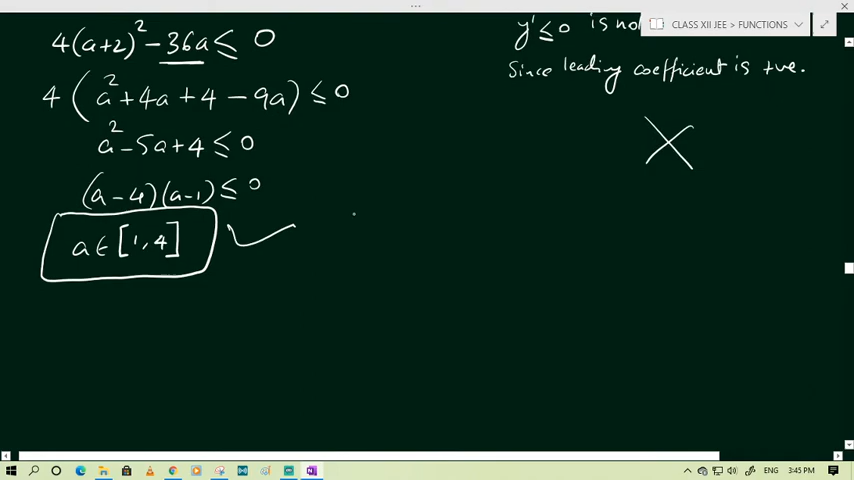 4(a+2)² - 36a ≤ 0
4(a²+4a+4-9a) ≤ 0
a²-5a+4 ≤ 0
(a-4)(a-1) ≤ 0
a ∈ [1,4]
y' ≤ 0 is
Since leading coefficient is +ve.
CLASS XII JEE > FUNCTIONS
ENG
3:45 PM